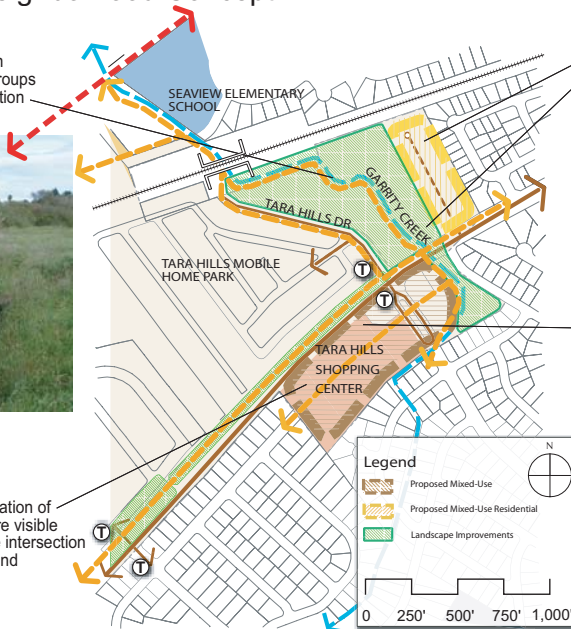 SEAVIEW ELEMENTARY
SCHOOL
roups
tion
GARRITY CREEK
TARA HILLS DR
TARA HILLS MOBILE
HOME PARK
T
T
TARA HILLS
SHOPPING
CENTER
ation of
re visible
intersection
nd
T
T
Legend
N
Proposed Mixed-Use
Proposed Mixed-Use Residential
Landscape Improvements
0 250' 500' 750' 1,000'